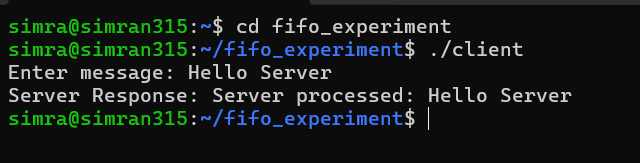 simra@simran315:~$ cd fifo_experiment
simra@simran315:~/fifo_experiment$ ./client
Enter message: Hello Server
Server Response: Server processed: Hello Server
simra@simran315:~/fifo_experiment$